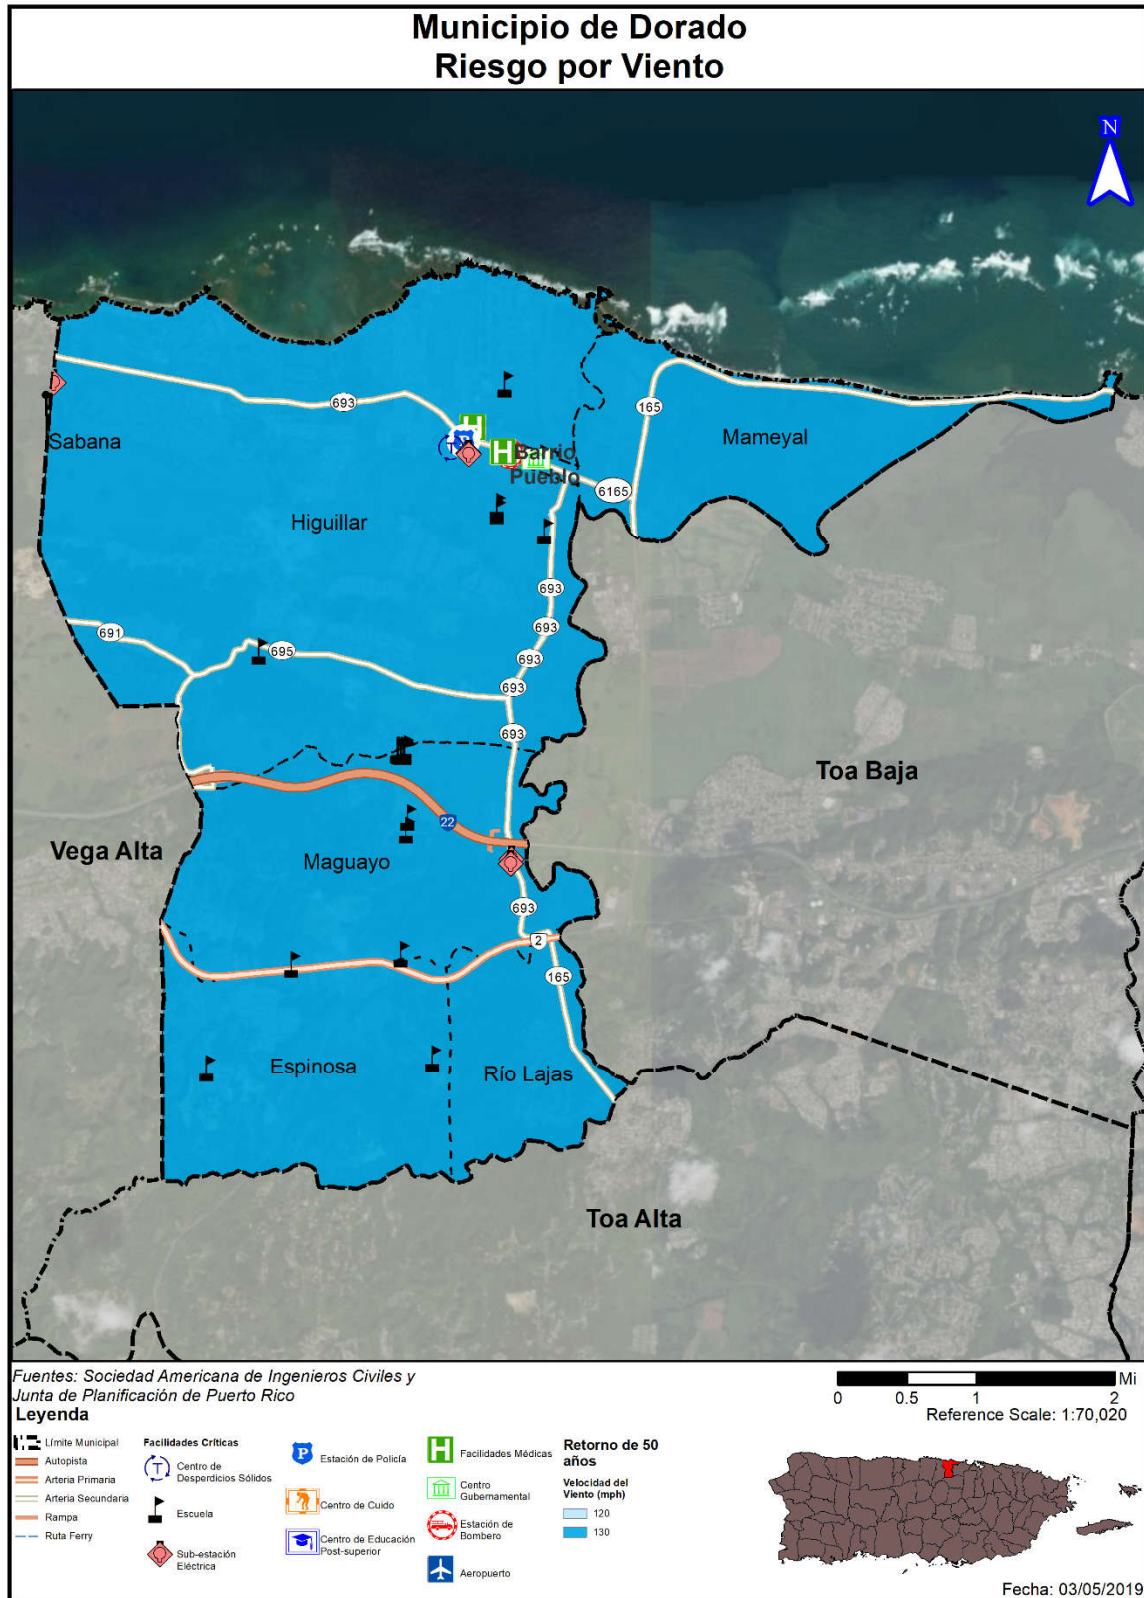 Municipio de Dorado
Riesgo por Viento
N
693
165
Sabana
Mameyal
Barrio
Pueblo
6165
Higuillar
693
691
693
695
693
693
693
Toa Baja
22
Vega Alta
Maguayo
693
2
165
Espinosa
Río Lajas
Toa Alta
Fuentes: Sociedad Americana de Ingenieros Civiles y
Junta de Planificación de Puerto Rico
Mi
0 0.5 1 2
Reference Scale: 1:70,020
Leyenda
Límite Municipal
Autopista
Arteria Primaria
Arteria Secundaria
Rampa
Ruta Ferry
Facilidades Críticas
T
Centro de
Desperdicios Sólidos
Escuela
Sub-estación
Eléctrica
P
Estación de Policía
Centro de Cuido
Centro de Educación
Post-superior
H
Facilidades Médicas
Centro
Gubernamental
Estación de
Bombero
Aeropuerto
Retorno de 50
años
Velocidad del
Viento (mph)
120
130
Fecha: 03/05/2019